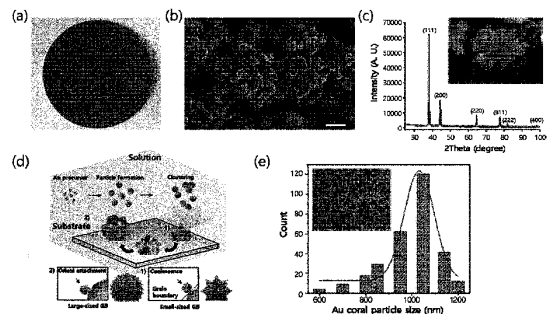 (a)
(b)
(c)
Intensity (A. U.)
70000
60000
50000
40000
30000
20000
10000
0
(111)
(200)
(220)
(311)
(222)
(400)
30 40 50 60 70 80 90 100
2Theta (degree)
(d)
Solution
Au precursor
Particle formation
Clustering
Substrate
2) Oriented attachment
1) Coalescence
Grain boundary
Large-sized GB
Small-sized GB
(e)
Count
120
100
80
60
40
20
0
600 800 1000 1200
Au coral particle size (nm)